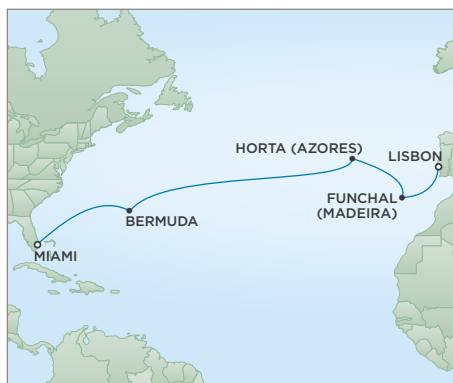 HORTA (AZORES)
LISBON
FUNCHAL
(MADEIRA)
BERMUDA
MIAMI